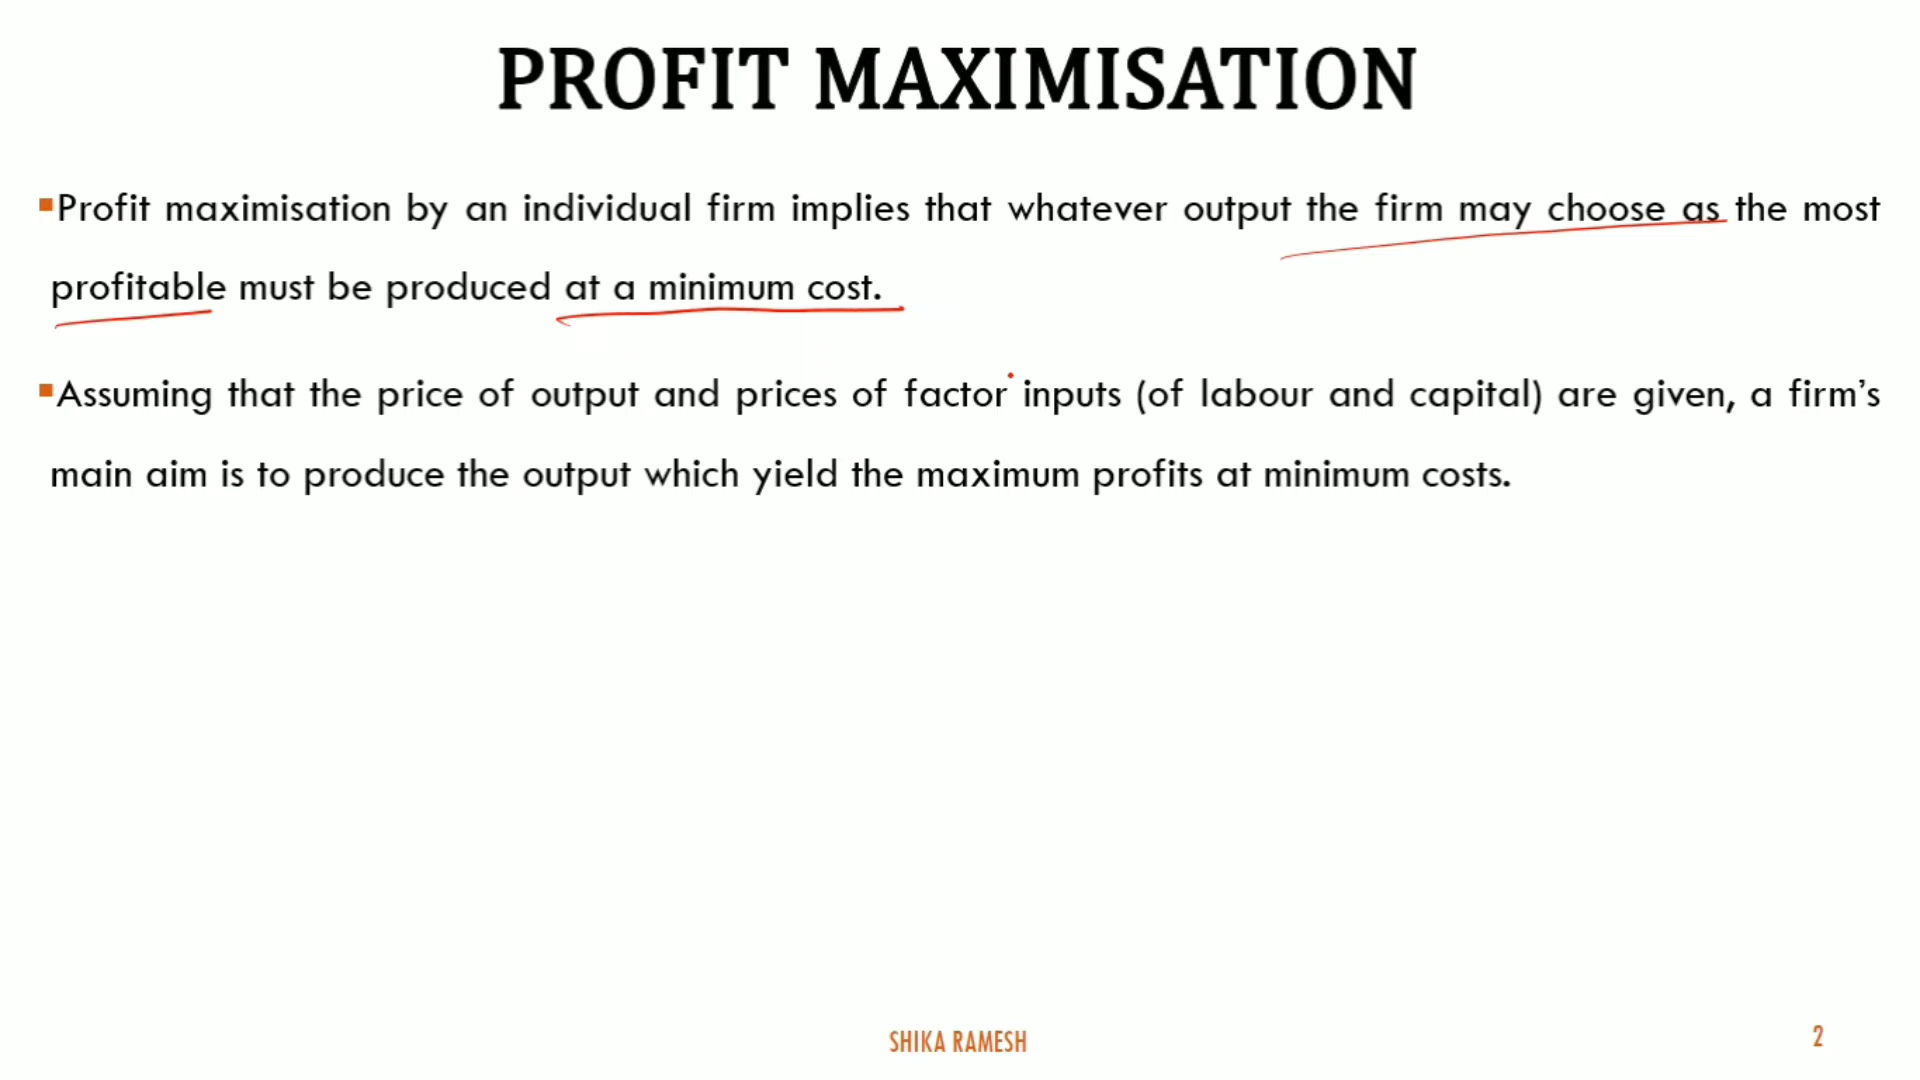 PROFIT MAXIMISATION
▪Profit maximisation by an individual firm implies that whatever output the firm may choose as the most
profitable must be produced at a minimum cost.
▪Assuming that the price of output and prices of factor inputs (of labour and capital) are given, a firm’s
main aim is to produce the output which yield the maximum profits at minimum costs.
SHIKA RAMESH
2